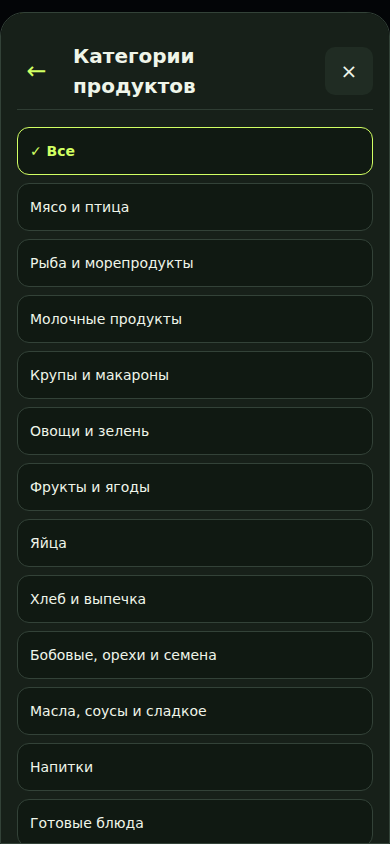 ←
Категории
продуктов
×
✓ Все
Мясо и птица
Рыба и морепродукты
Молочные продукты
Крупы и макароны
Овощи и зелень
Фрукты и ягоды
Яйца
Хлеб и выпечка
Бобовые, орехи и семена
Масла, соусы и сладкое
Напитки
Готовые блюда